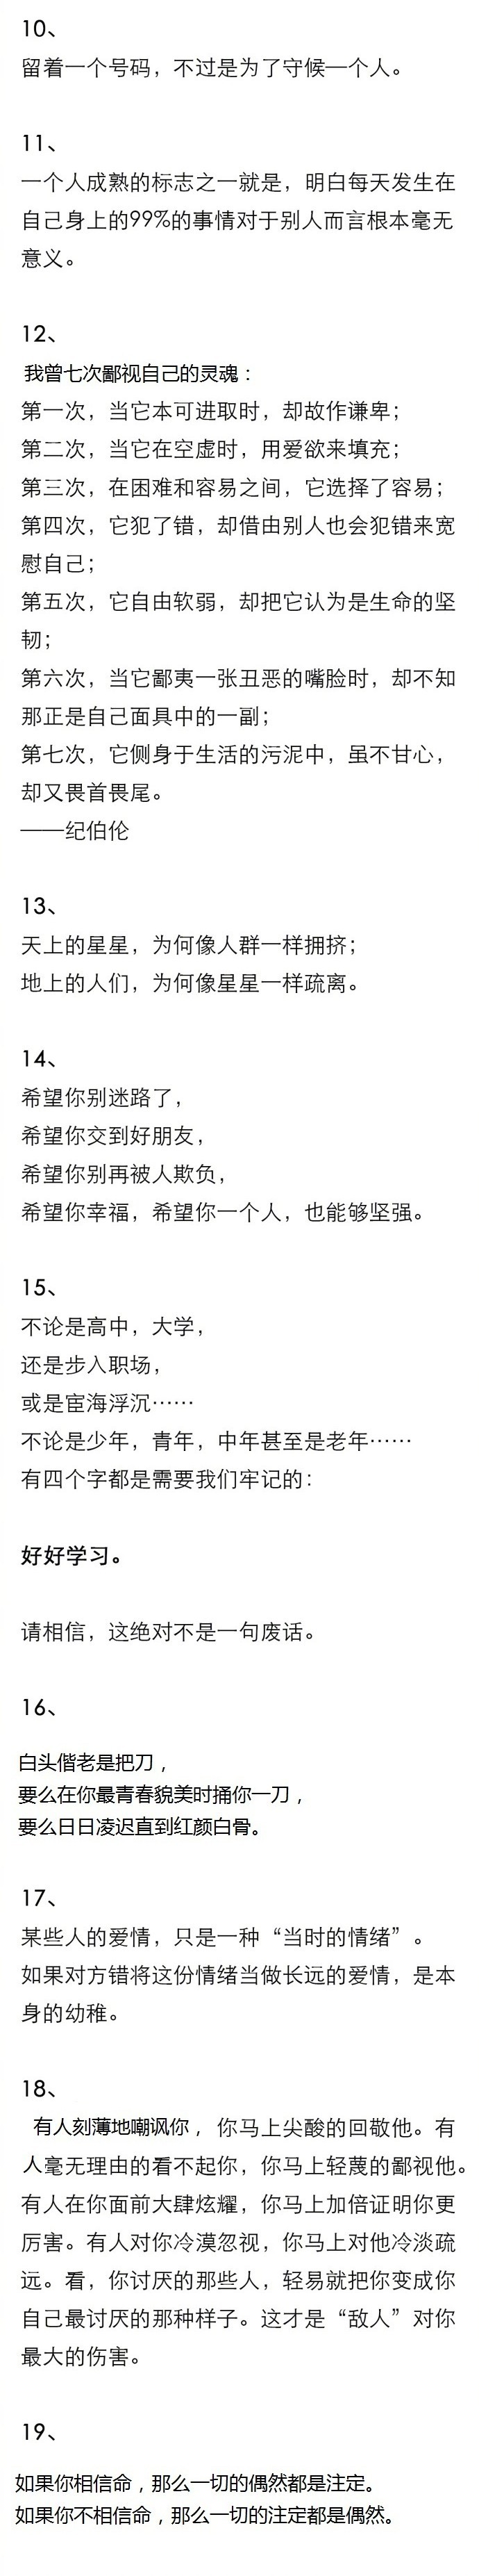 10、
留着一个号码，不过是为了守候一个人。
11、
一个人成熟的标志之一就是，明白每天发生在
自己身上的99%的事情对于别人而言根本毫无
意义。
12、
我曾七次鄙视自己的灵魂：
第一次，当它本可进取时，却故作谦卑；
第二次，当它在空虚时，用爱欲来填充；
第三次，在困难和容易之间，它选择了容易；
第四次，它犯了错，却借由别人也会犯错来宽
慰自己；
第五次，它自由软弱，却把它认为是生命的坚
韧；
第六次，当它鄙夷一张丑恶的嘴脸时，却不知
那正是自己面具中的一副；
第七次，它侧身于生活的污泥中，虽不甘心，
却又畏首畏尾。
——纪伯伦
13、
天上的星星，为何像人群一样拥挤；
地上的人们，为何像星星一样疏离。
14、
希望你别迷路了，
希望你交到好朋友，
希望你别再被人欺负，
希望你幸福，希望你一个人，也能够坚强。
15、
不论是高中，大学，
还是步入职场，
或是宦海浮沉……
不论是少年，青年，中年甚至是老年……
有四个字都是需要我们牢记的：
好好学习。
请相信，这绝对不是一句废话。
16、
白头偕老是把刀，
要么在你最青春貌美时捅你一刀，
要么日日凌迟直到红颜白骨。
17、
某些人的爱情，只是一种“当时的情绪”。
如果对方错将这份情绪当做长远的爱情，是本
身的幼稚。
18、
有人刻薄地嘲讽你，你马上尖酸的回敬他。有
人毫无理由的看不起你，你马上轻蔑的鄙视他。
有人在你面前大肆炫耀，你马上加倍证明你更
厉害。有人对你冷漠忽视，你马上对他冷淡疏
远。看，你讨厌的那些人，轻易就把你变成你
自己最讨厌的那种样子。这才是“敌人”对你
最大的伤害。
19、
如果你相信命，那么一切的偶然都是注定。
如果你不相信命，那么一切的注定都是偶然。